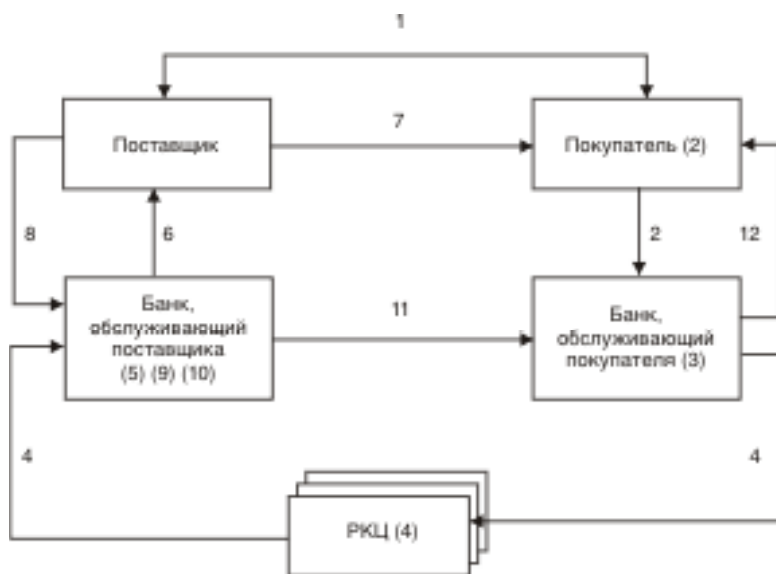 1
Поставщик
7
Покупатель (2)
8
6
2
12
Банк,
обслуживающий
поставщика
(5) (9) (10)
11
Банк,
обслуживающий
покупателя (3)
4
4
РКЦ (4)